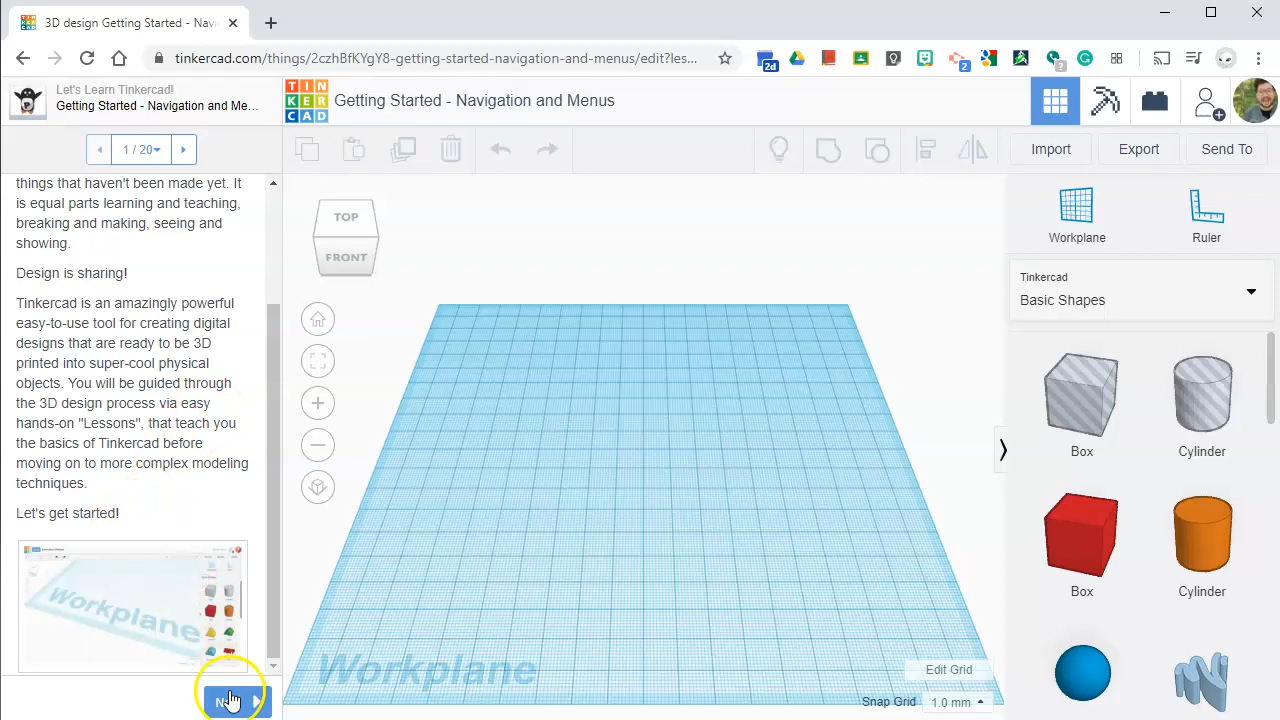 3D design Getting Started - Navi
tinkercad.com/things/2czhBfKYgY8-getting-started-navigation-and-menus/edit?les...
2d
2
?
Let's Learn Tinkercad!
Getting Started - Navigation and Me...
TIN
KER
CAD
Getting Started - Navigation and Menus
1 / 20
Import
Export
Send To
things that haven't been made yet. It
is equal parts learning and teaching,
breaking and making, seeing and
showing.
Design is sharing!
Tinkercad is an amazingly powerful
easy-to-use tool for creating digital
designs that are ready to be 3D
printed into super-cool physical
objects. You will be guided through
the 3D design process via easy
hands-on "Lessons", that teach you
the basics of Tinkercad before
moving on to more complex modeling
techniques.
Let's get started!
Workplane
TOP
FRONT
Workplane
Edit Grid
Snap Grid 1.0 mm
Workplane
Ruler
Tinkercad
Basic Shapes
Box
Cylinder
Box
Cylinder